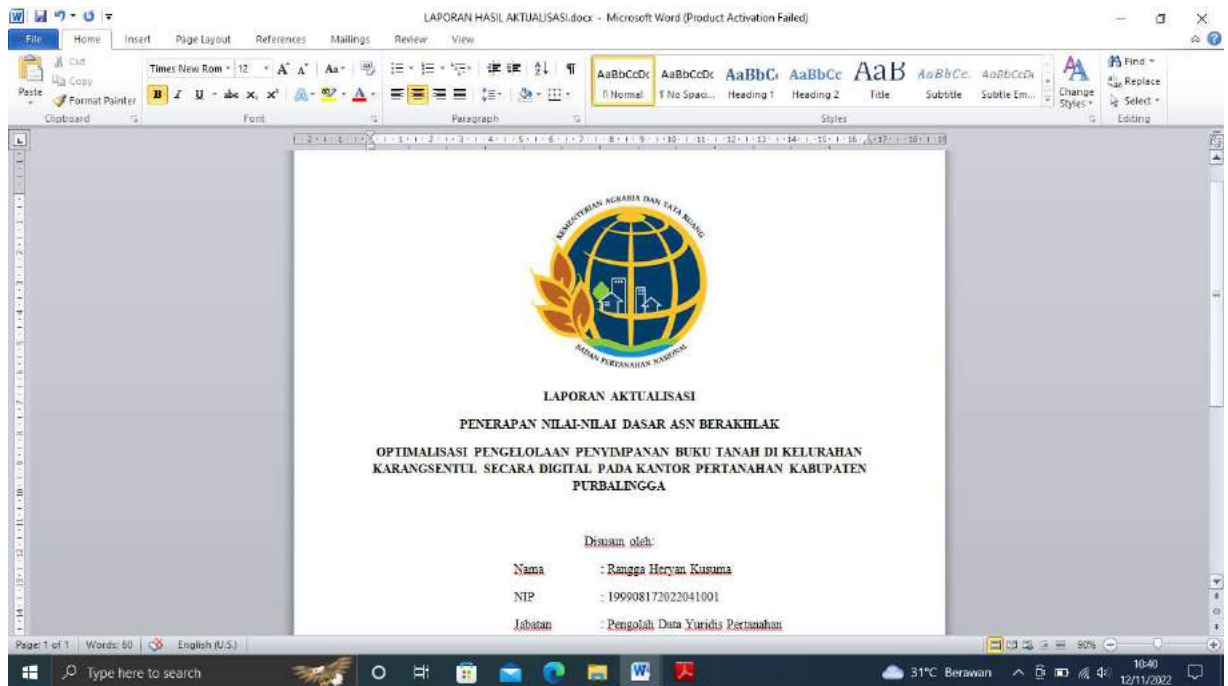 LAPORAN HASIL AKTUALISASI.docx - Microsoft Word (Product Activation Failed)
File Home Insert Page Layout References Mailings Review View
Cut
Copy
Format Painter
Paste
Clipboard
Times New Rom 12
Font
Paragraph
AaBbCcDc AaBbCcDc AaBbCc AaBbCc AaB AaBbCc. AaBbCcDc
¶ Normal ¶ No Spaci... Heading 1 Heading 2 Title Subtitle Subtle Em...
Change Styles
Styles
Find
Replace
Select
Editing
KEMENTERIAN AGRARIA DAN TATA RUANG
BADAN PERTANAHAN NASIONAL
LAPORAN AKTUALISASI
PENERAPAN NILAI-NILAI DASAR ASN BERAKHLAK
OPTIMALISASI PENGELOLAAN PENYIMPANAN BUKU TANAH DI KELURAHAN
KARANGSENTUL SECARA DIGITAL PADA KANTOR PERTANAHAN KABUPATEN
PURBALINGGA
Disusun oleh:
Nama : Rangga Heryan Kusuma
NIP : 199908172022041001
Jabatan : Pengolah Data Yuridis Pertanahan
Page: 1 of 1 Words: 60 English (U.S.) 90%
Type here to search
31°C Berawan
10:40
12/11/2022